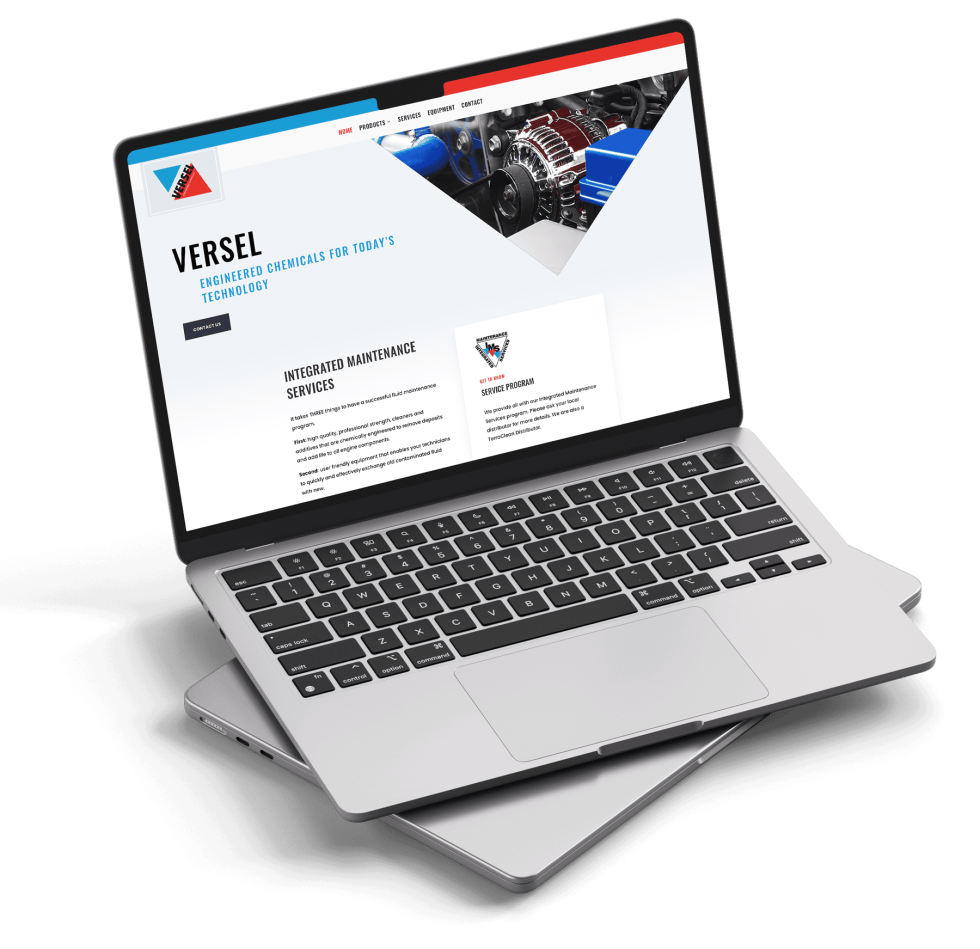 HOME PRODUCTS SERVICES EQUIPMENT CONTACT
VERSEL
VERSEL
ENGINEERED CHEMICALS FOR TODAY'S
TECHNOLOGY
CONTACT US
INTEGRATED MAINTENANCE
SERVICES
It takes THREE things to have a successful fluid maintenance
program.
First: high quality, professional strength, cleaners and
additives that are chemically engineered to remove deposits
and add life to all engine components.
Second: user friendly equipment that enables your technicians
to quickly and effectively exchange old contaminated fluid
with new.
MAINTENANCE
INTEGRATED
IMS
SERVICES
GET TO KNOW
SERVICE PROGRAM
We provide all with our Integrated Maintenance
Services program. Please ask your local
distributor for more details. We are also a
TerraClean Distributor.
esc F1 F2 F3 F4 F5 F6 F7 F8 F9 F10 F11 F12
~ ! 1 @ 2 # 3 $ 4 % 5 ^ 6 & 7 * 8 ( 9 ) 0 _ - + = delete
tab Q W E R T Y U I O P { [ } ] | \
caps lock A S D F G H J K L : ; " ' return
shift Z X C V B N M < , > . ? / shift
fn control option command command option